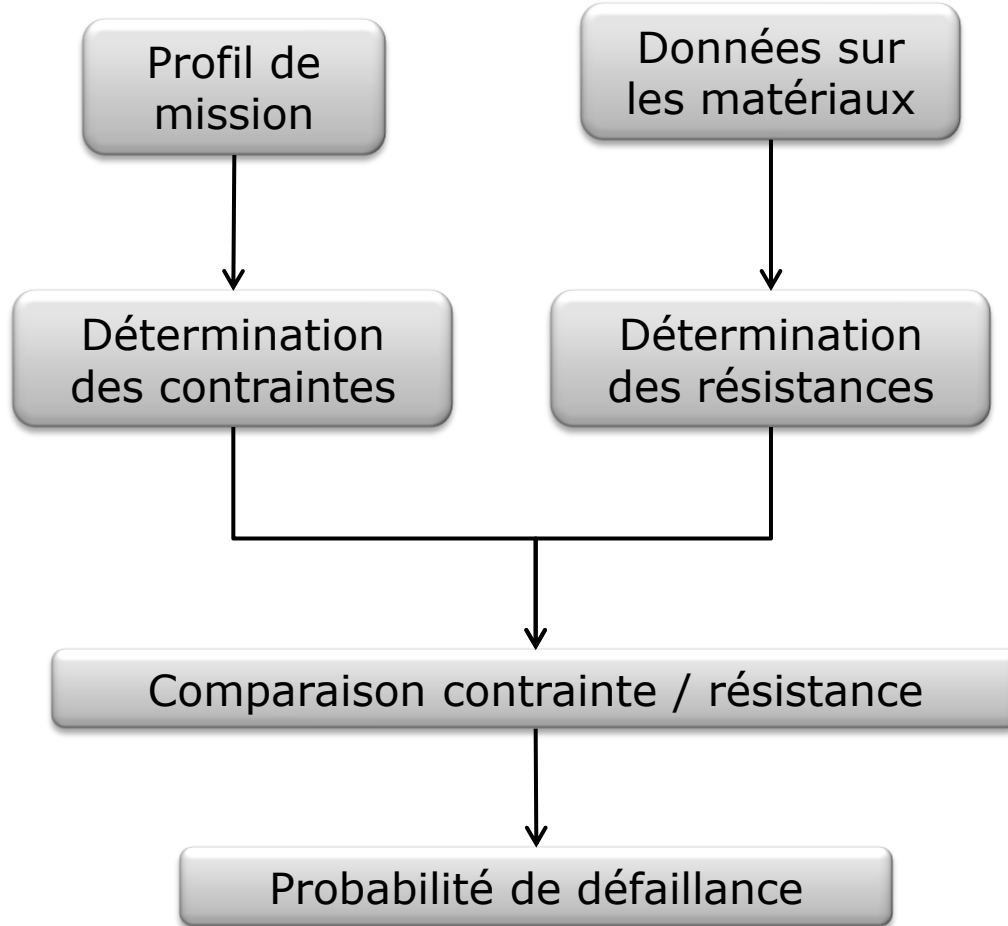 Profil de
mission
Données sur
les matériaux
Détermination
des contraintes
Détermination
des résistances
Comparaison contrainte / résistance
Probabilité de défaillance